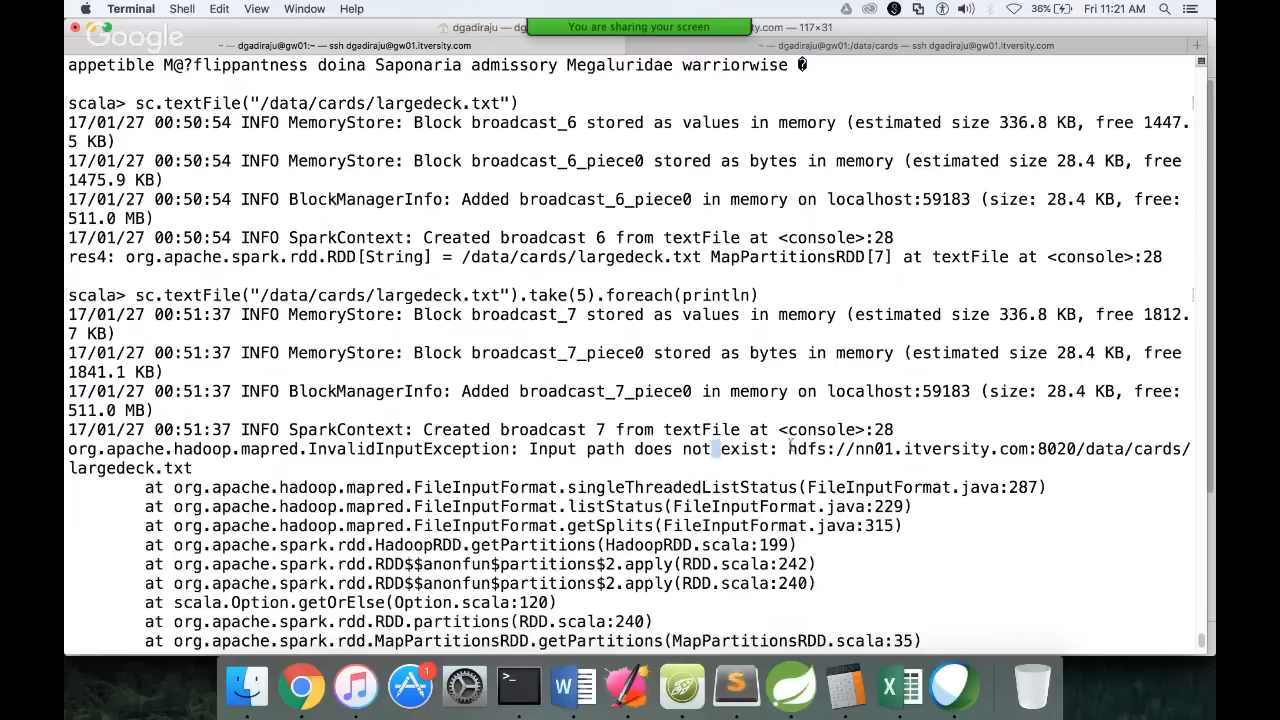 Terminal Shell Edit View Window Help 36% Fri 11:21 AM
Google
dgadiraju — dg
You are sharing your screen
y.com — 117×31
~ — dgadiraju@gw01:~ — ssh dgadiraju@gw01.itversity.com
~ — dgadiraju@gw01:/data/cards — ssh dgadiraju@gw01.itversity.com
appetible M@?flippantness doina Saponaria admissory Megaluridae warriorwise �
scala> sc.textFile("/data/cards/largedeck.txt")
17/01/27 00:50:54 INFO MemoryStore: Block broadcast_6 stored as values in memory (estimated size 336.8 KB, free 1447.
5 KB)
17/01/27 00:50:54 INFO MemoryStore: Block broadcast_6_piece0 stored as bytes in memory (estimated size 28.4 KB, free
1475.9 KB)
17/01/27 00:50:54 INFO BlockManagerInfo: Added broadcast_6_piece0 in memory on localhost:59183 (size: 28.4 KB, free:
511.0 MB)
17/01/27 00:50:54 INFO SparkContext: Created broadcast 6 from textFile at <console>:28
res4: org.apache.spark.rdd.RDD[String] = /data/cards/largedeck.txt MapPartitionsRDD[7] at textFile at <console>:28
scala> sc.textFile("/data/cards/largedeck.txt").take(5).foreach(println)
17/01/27 00:51:37 INFO MemoryStore: Block broadcast_7 stored as values in memory (estimated size 336.8 KB, free 1812.
7 KB)
17/01/27 00:51:37 INFO MemoryStore: Block broadcast_7_piece0 stored as bytes in memory (estimated size 28.4 KB, free
1841.1 KB)
17/01/27 00:51:37 INFO BlockManagerInfo: Added broadcast_7_piece0 in memory on localhost:59183 (size: 28.4 KB, free:
511.0 MB)
17/01/27 00:51:37 INFO SparkContext: Created broadcast 7 from textFile at <console>:28
org.apache.hadoop.mapred.InvalidInputException: Input path does not exist: hdfs://nn01.itversity.com:8020/data/cards/
largedeck.txt
at org.apache.hadoop.mapred.FileInputFormat.singleThreadedListStatus(FileInputFormat.java:287)
at org.apache.hadoop.mapred.FileInputFormat.listStatus(FileInputFormat.java:229)
at org.apache.hadoop.mapred.FileInputFormat.getSplits(FileInputFormat.java:315)
at org.apache.spark.rdd.HadoopRDD.getPartitions(HadoopRDD.scala:199)
at org.apache.spark.rdd.RDD$$anonfun$partitions$2.apply(RDD.scala:242)
at org.apache.spark.rdd.RDD$$anonfun$partitions$2.apply(RDD.scala:240)
at scala.Option.getOrElse(Option.scala:120)
at org.apache.spark.rdd.RDD.partitions(RDD.scala:240)
at org.apache.spark.rdd.MapPartitionsRDD.getPartitions(MapPartitionsRDD.scala:35)